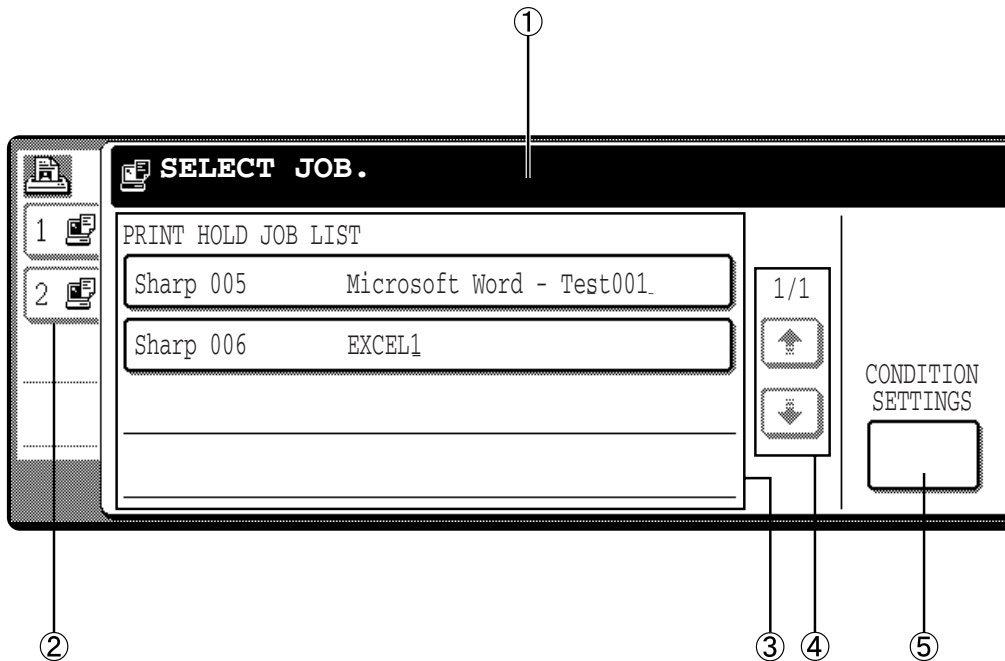 ①
SELECT JOB.
1
2
PRINT HOLD JOB LIST
Sharp 005 Microsoft Word - Test001
Sharp 006 EXCEL1
1/1
CONDITION
SETTINGS
② ③ ④ ⑤